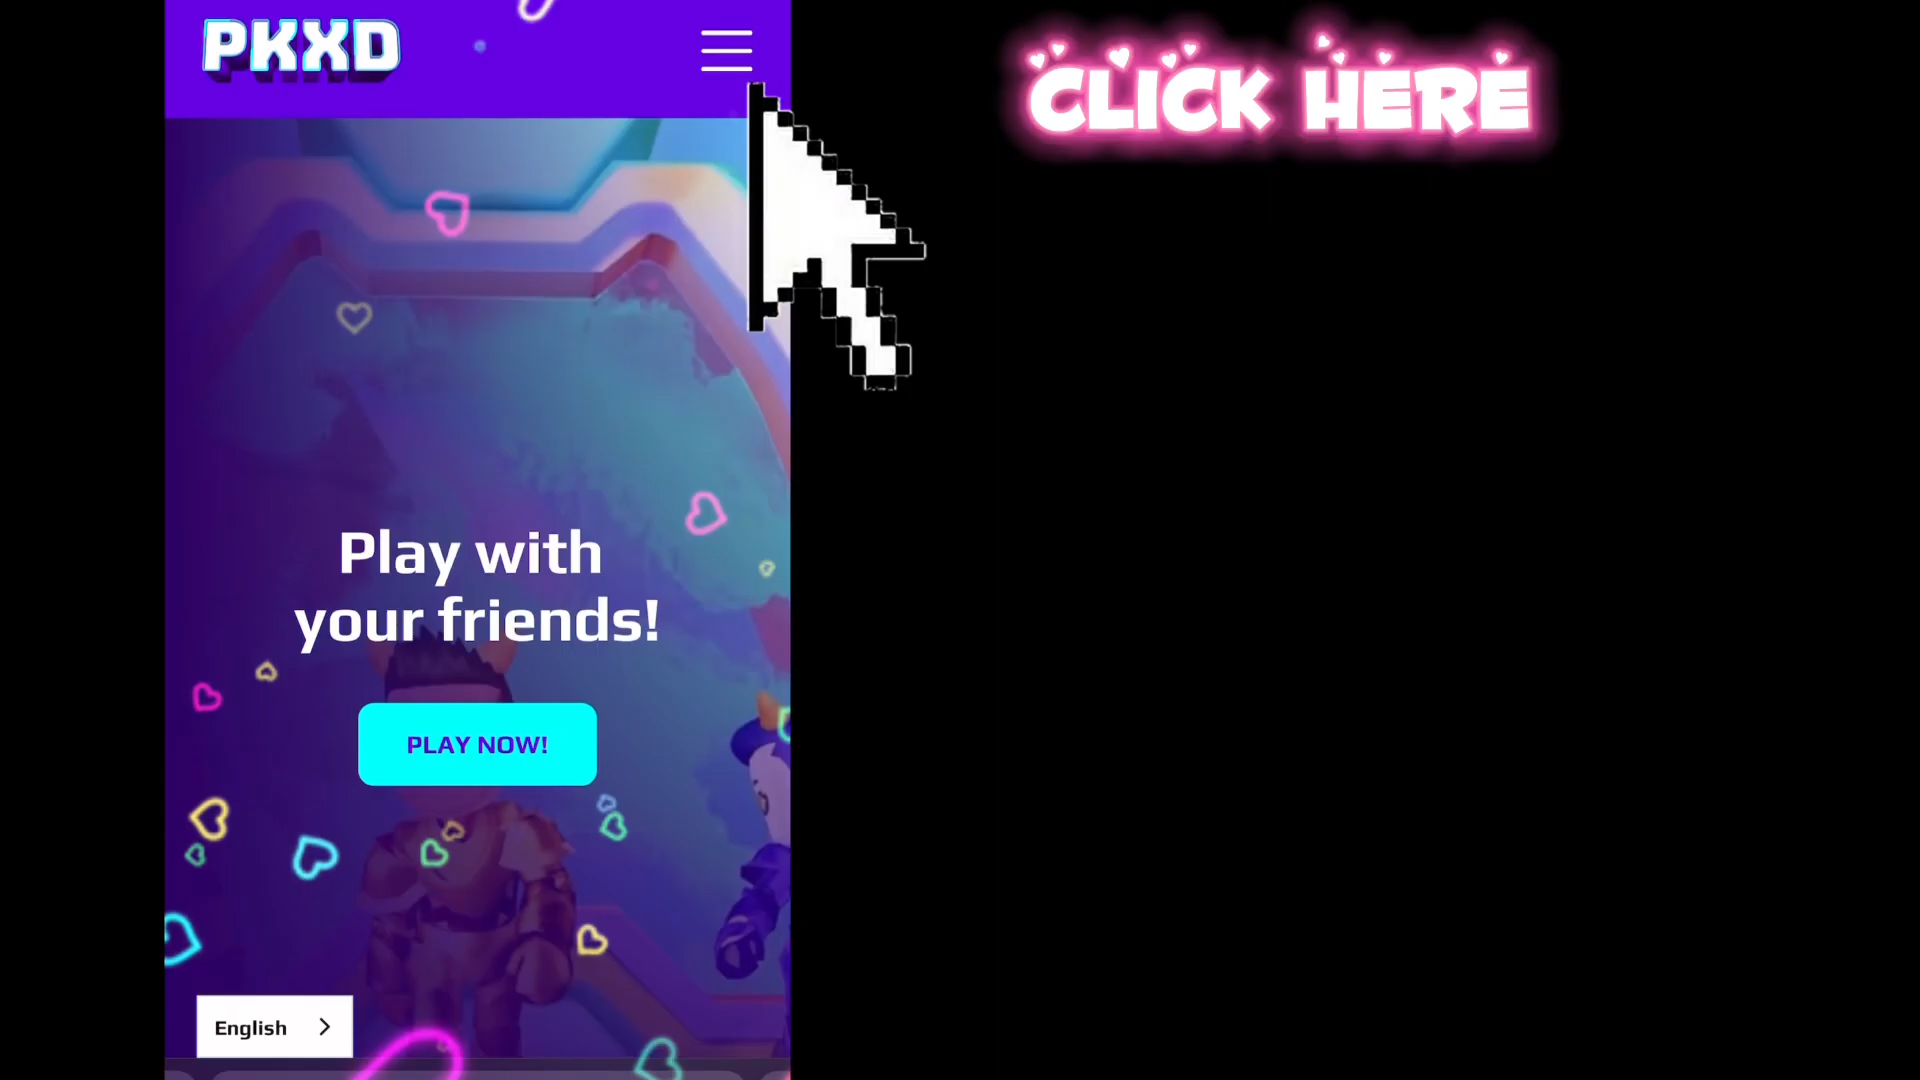 PKXD
CLICK HERE
Play with
your friends!
PLAY NOW!
English